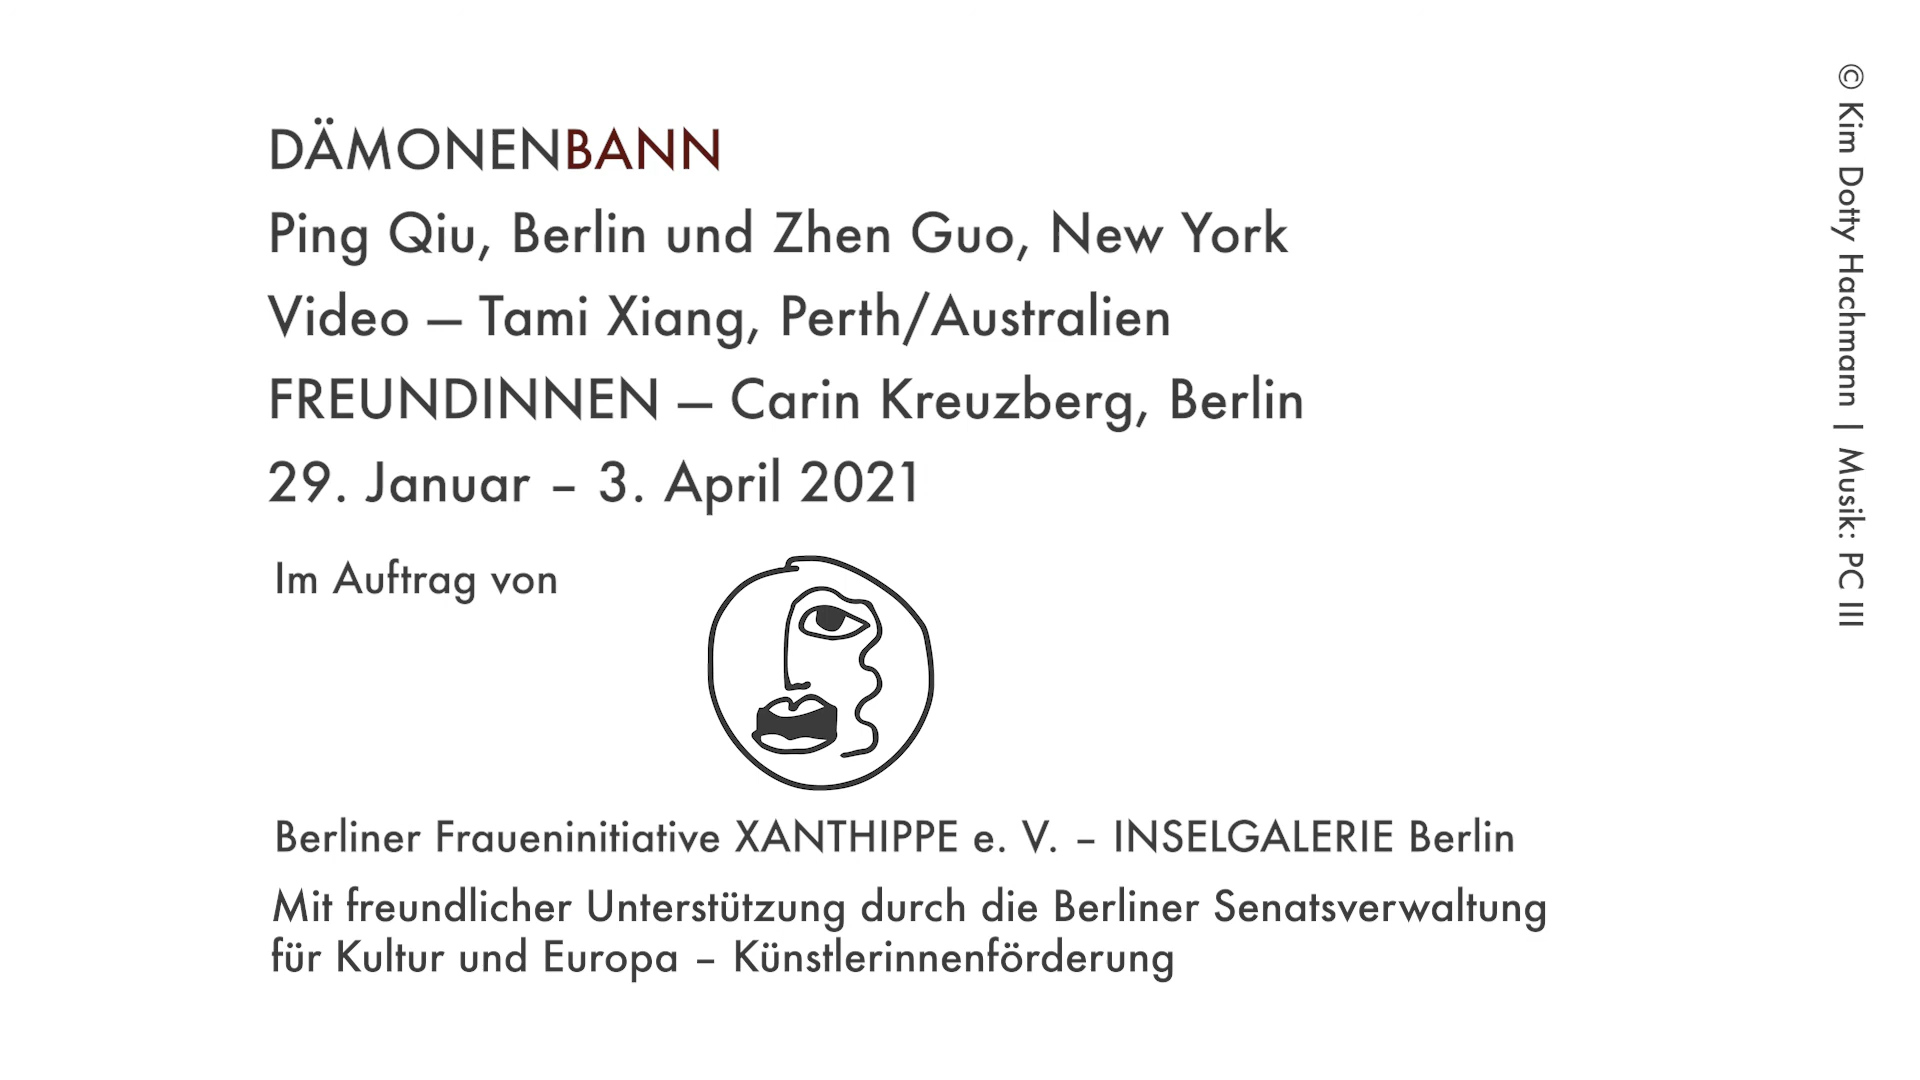 DÄMONENBANN
Ping Qiu, Berlin und Zhen Guo, New York
Video – Tami Xiang, Perth/Australien
FREUNDINNEN – Carin Kreuzberg, Berlin
29. Januar – 3. April 2021
Im Auftrag von
Berliner Fraueninitiative XANTHIPPE e. V. – INSELGALERIE Berlin
Mit freundlicher Unterstützung durch die Berliner Senatsverwaltung
für Kultur und Europa – Künstlerinnenförderung
© Kim Dotty Hachmann | Musik: PC III